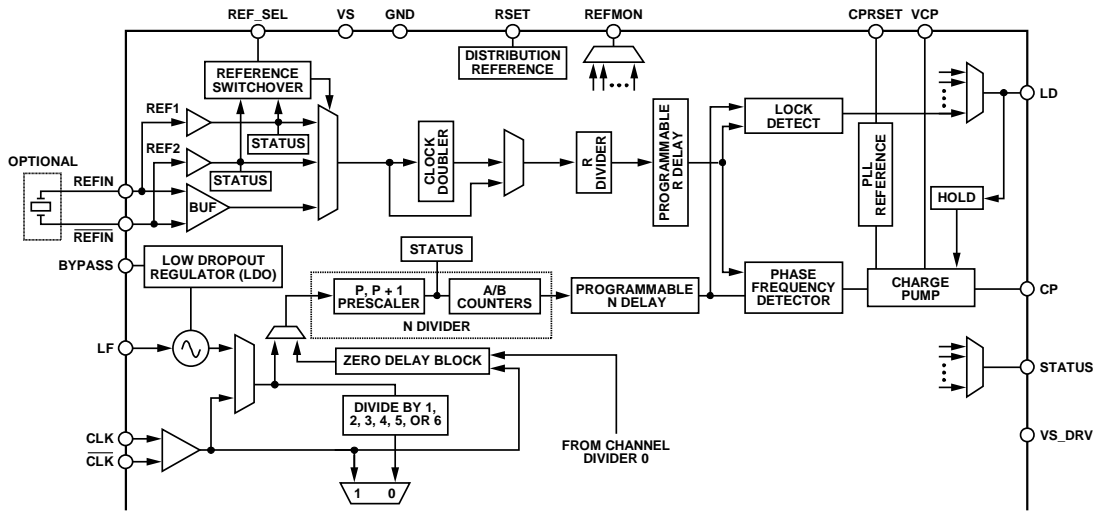 REF_SEL
VS
GND
RSET
REFMON
CPRSET
VCP
DISTRIBUTION
REFERENCE
REFERENCE
SWITCHOVER
REF1
STATUS
REF2
STATUS
OPTIONAL
REFIN
REFIN
BUF
CLOCK
DOUBLER
R
DIVIDER
PROGRAMMABLE
R DELAY
LOCK
DETECT
LD
PLL
REFERENCE
HOLD
BYPASS
LOW DROPOUT
REGULATOR (LDO)
STATUS
P, P + 1
PRESCALER
A/B
COUNTERS
N DIVIDER
PROGRAMMABLE
N DELAY
PHASE
FREQUENCY
DETECTOR
CHARGE
PUMP
CP
LF
ZERO DELAY BLOCK
STATUS
DIVIDE BY 1,
2, 3, 4, 5, OR 6
FROM CHANNEL
DIVIDER 0
CLK
CLK
VS_DRV
1 0